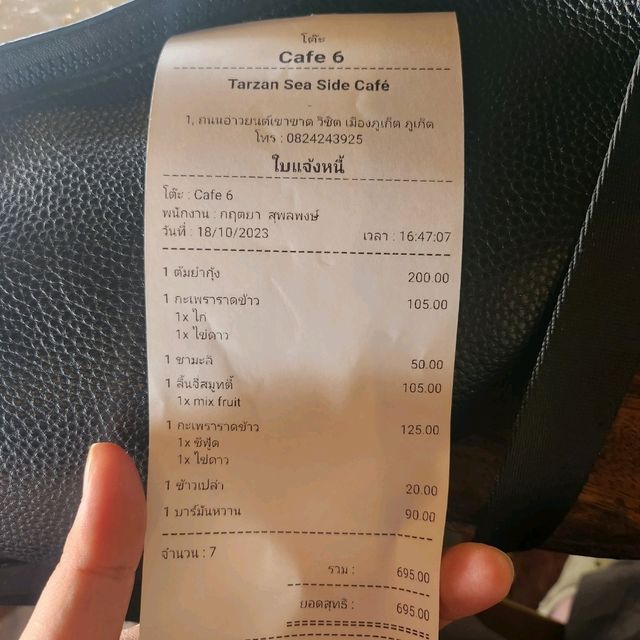 โต๊ะ
Cafe 6
Tarzan Sea Side Café
-
1, ถนนอ่าวยนต์เขาขาด วิชิต เมืองภูเก็ต ภูเก็ต
โทร : 0824243925
ใบแจ้งหนี้
โต๊ะ : Cafe 6
พนักงาน : กฤตยา สุพลพงษ์
วันที่ : 18/10/2023 เวลา : 16:47:07
1 ต้มยำกุ้ง 200.00
1 กะเพราราดข้าว 105.00
1x ไก่
1x ไข่ดาว
1 ชามะลิ 50.00
1 ลิ้นจี่สมูทตี้ 105.00
1x mix fruit
1 กะเพราราดข้าว 125.00
1x ซีฟู้ด
1x ไข่ดาว
1 ข้าวเปล่า 20.00
1 บาร์มันหวาน 90.00
จำนวน : 7
รวม : 695.00
ยอดสุทธิ : 695.00